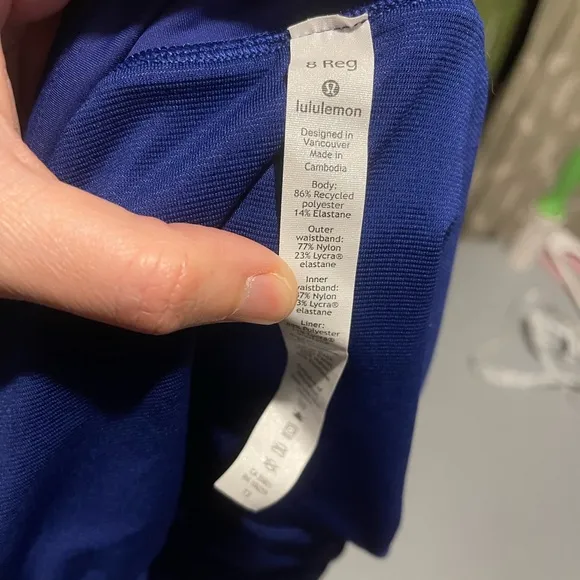 8 Reg
lululemon
Designed in
Vancouver
Made in
Cambodia
Body:
86% Recycled
polyester
14% Elastane
Outer
waistband:
77% Nylon
23% Lycra®
elastane
Inner
waistband:
Nylon
Lycra®
elastane
Liner: